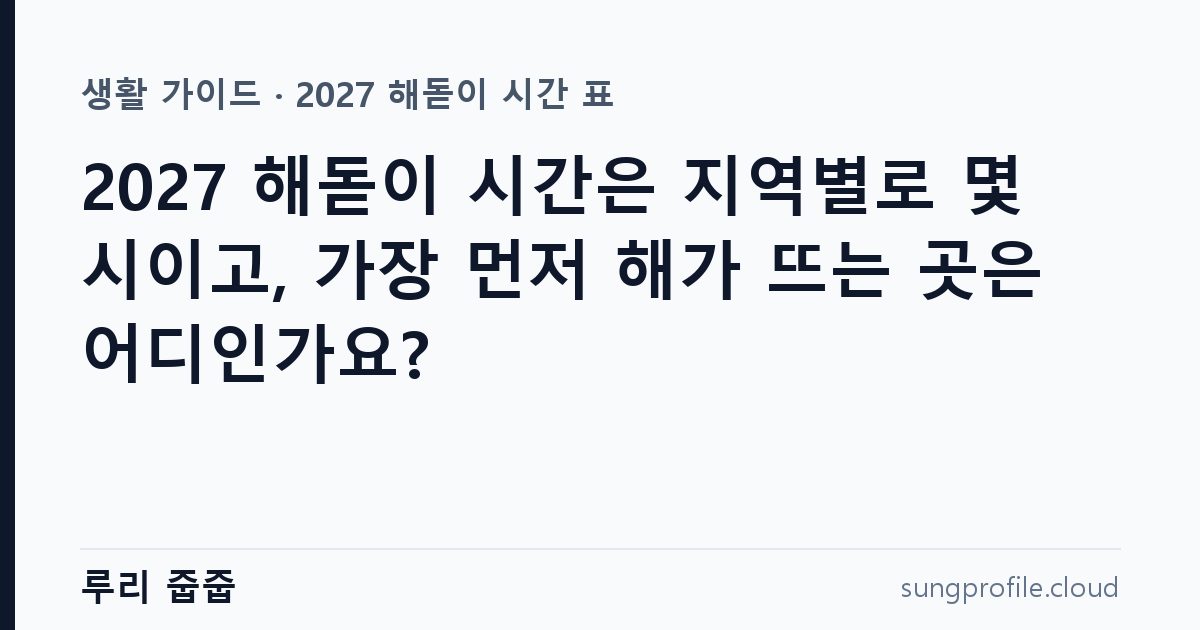 생활 가이드 · 2027 해돋이 시간 표
2027 해돋이 시간은 지역별로 몇
시이고, 가장 먼저 해가 뜨는 곳은
어디인가요?
루리 줍줍
sungprofile.cloud